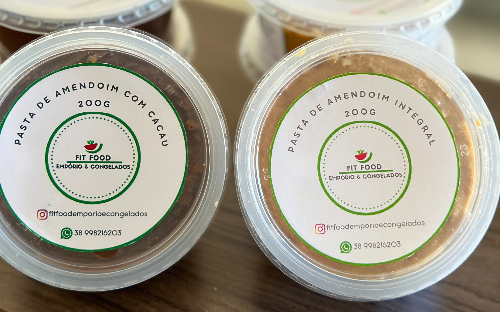 PASTA DE AMENDOIM COM CACAU
200G
FIT FOOD
EMPÓRIO & CONGELADOS
fitfoodemporioecongelados
38 998216203
PASTA DE AMENDOIM INTEGRAL
200G
FIT FOOD
EMPÓRIO & CONGELADOS
fitfoodemporioecongelados
38 998216203